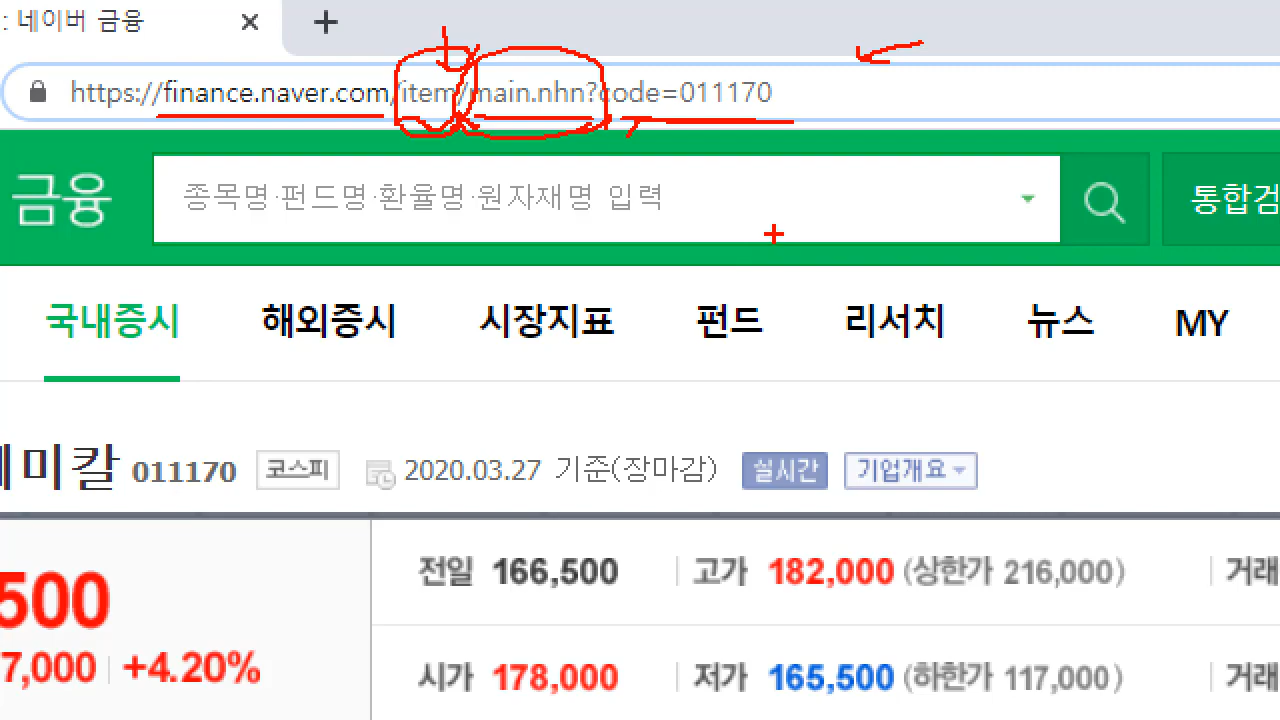 : 네이버 금융
https://finance.naver.com/item/main.nhn?code=011170
금융 종목명·펀드명·환율명·원자재명 입력 통합검
국내증시 해외증시 시장지표 펀드 리서치 뉴스 MY
미칼 011170 코스피 2020.03.27 기준(장마감) 실시간 기업개요
500 전일 166,500 고가 182,000 (상한가 216,000) 거래
7,000 +4.20% 시가 178,000 저가 165,500 (하한가 117,000) 거래